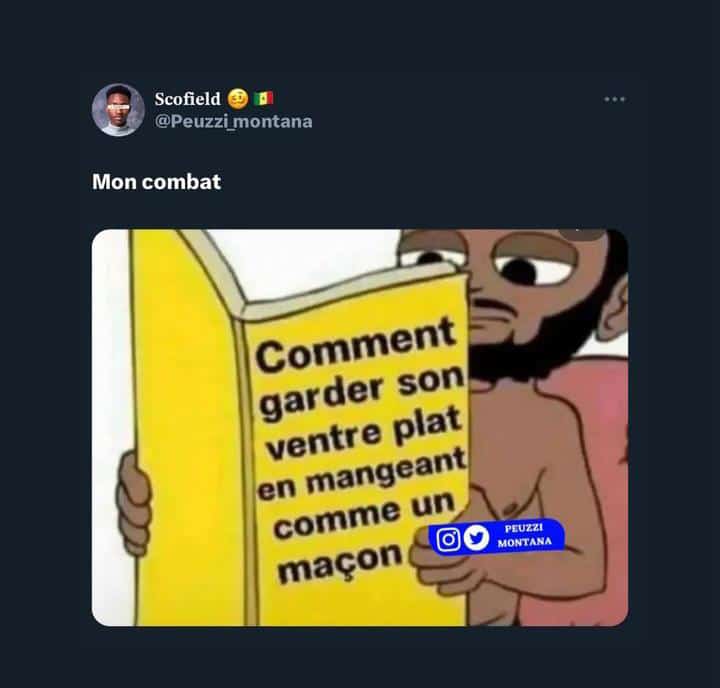 Scofield 🥴 🇸🇳
@Peuzzi_montana
Mon combat
Comment
garder son
ventre plat
en mangeant
comme un
maçon
PEUZZI
MONTANA